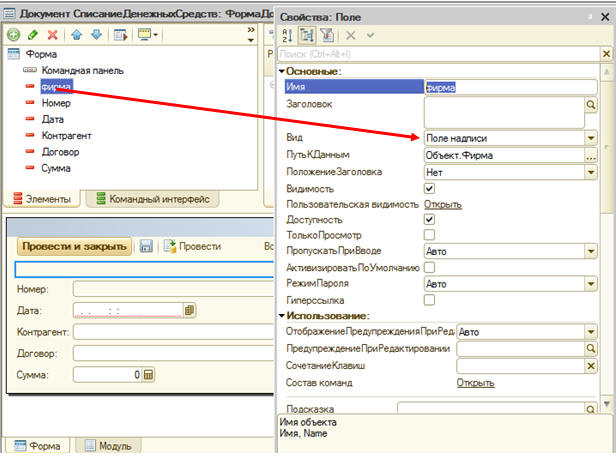 Документ СписаниеДенежныхСредств: ФормаДо
Форма
Командная панель
фирма
Номер
Дата
Контрагент
Договор
Сумма
Элементы
Командный интерфейс
Провести и закрыть
Провести
Номер:
Дата:
. . : :
Контрагент:
Договор:
Сумма:
0
Форма
Модуль
Свойства: Поле
Поиск (Ctrl+Alt+I)
Основные:
Имя
фирма
Заголовок
Вид
Поле надписи
ПутьКДанным
Объект.Фирма
...
ПоложениеЗаголовка
Нет
Видимость
Пользовательская видимость
Открыть
Доступность
ТолькоПросмотр
ПропускатьПриВводе
Авто
АктивизироватьПоУмолчанию
РежимПароля
Авто
Гиперссылка
Использование:
ОтображениеПредупрежденияПриРеда
Авто
ПредупреждениеПриРедактировании
СочетаниеКлавиш
Состав команд
Открыть
Подсказка
Имя объекта
Имя, Name